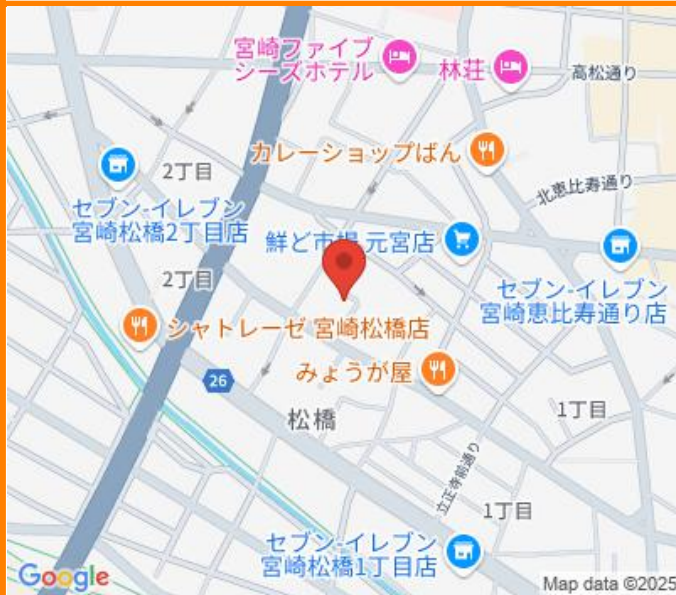 宮崎ファイブ
シーズホテル
林荘
高松通り
カレーショップばん
2丁目
北恵比寿通り
セブン-イレブン
宮崎松橋2丁目店
鮮ど市場 元宮店
2丁目
セブン-イレブン
宮崎恵比寿通り店
シャトレーゼ 宮崎松橋店
みょうが屋
26
松橋
1丁目
立正寺前通り
1丁目
セブン-イレブン
宮崎松橋1丁目店
Google
Map data ©2025